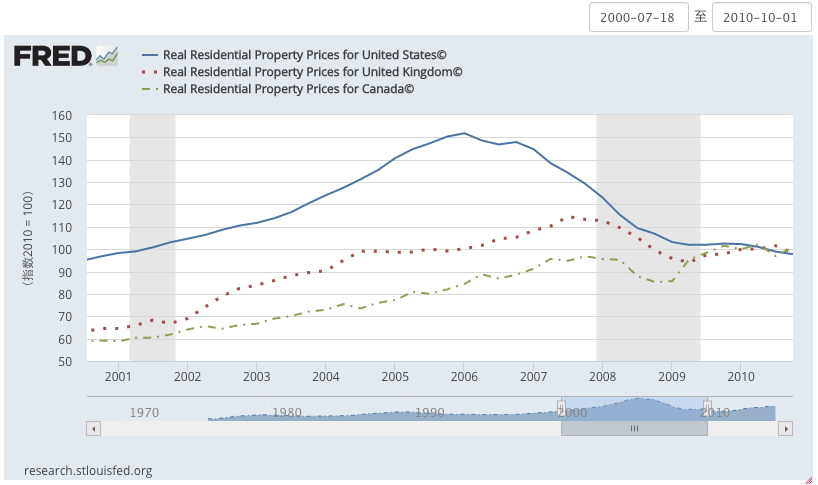 2000-07-18 至 2010-10-01
FRED
Real Residential Property Prices for United States©
Real Residential Property Prices for United Kingdom©
Real Residential Property Prices for Canada©
(指数2010 = 100)
160
150
140
130
120
110
100
90
80
70
60
50
2001 2002 2003 2004 2005 2006 2007 2008 2009 2010
1970 1980 1990 2000 2010
research.stlouisfed.org